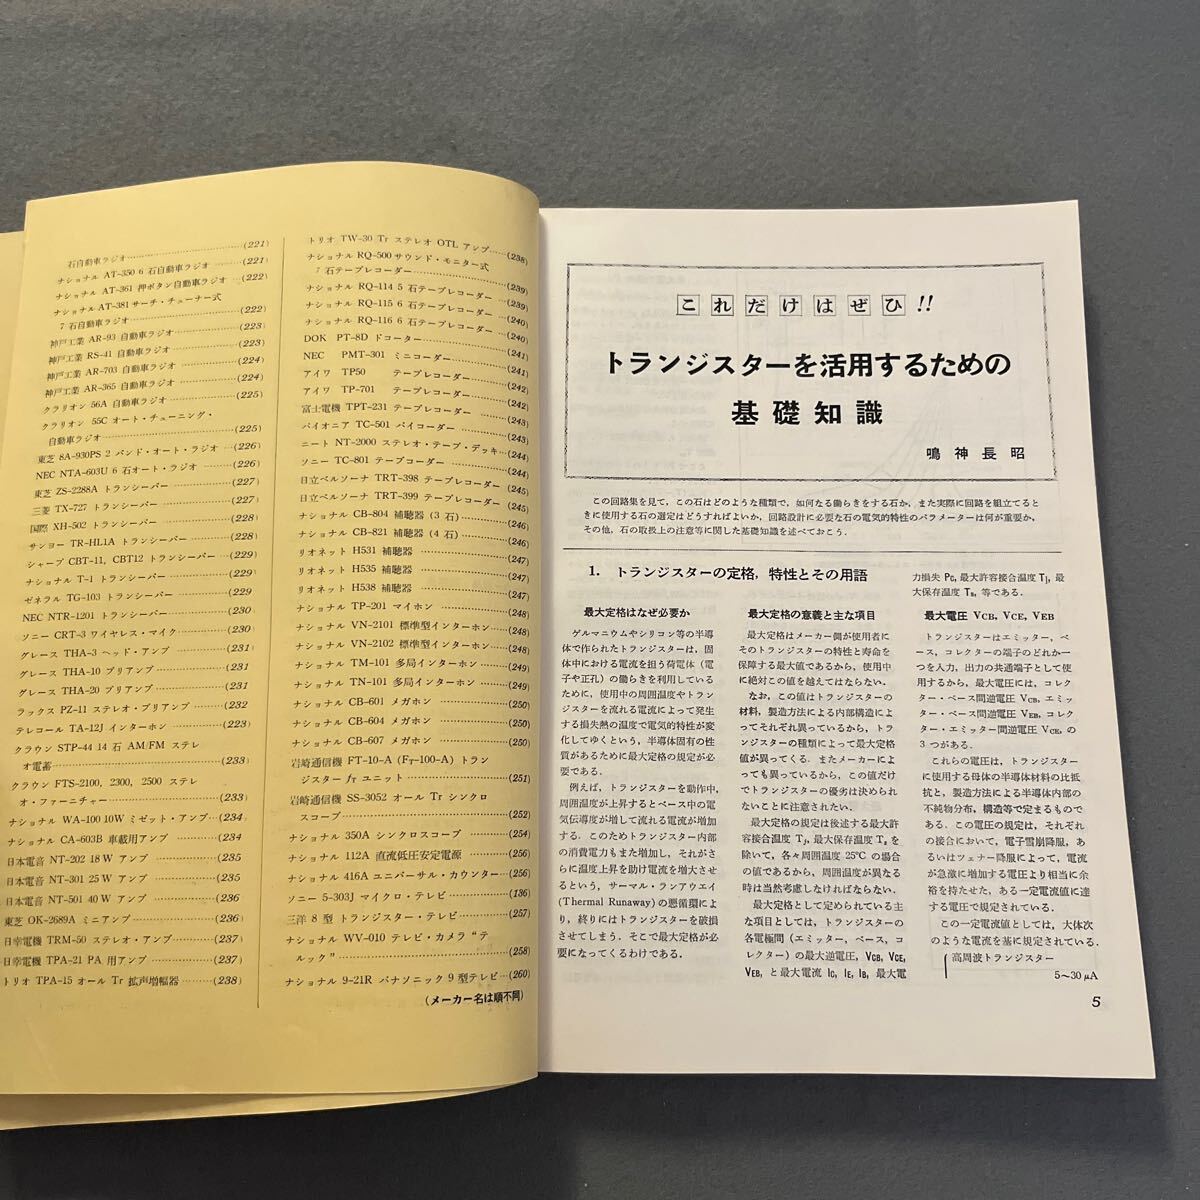 石自動車ラジオ……………………(221)
ナショナル AT-350 6 石自動車ラジオ……(221)
ナショナル AT-361 押ボタン自動車ラジオ…(222)
ナショナル AT-381 サーチ・チューナー式
7 石自動車ラジオ……………………(222)
神戸工業 AR-93 自動車ラジオ…………(223)
神戸工業 RS-41 自動車ラジオ…………(223)
神戸工業 AR-703 自動車ラジオ…………(224)
神戸工業 AR-365 自動車ラジオ…………(224)
クラリオン 56A 自動車ラジオ…………(225)
クラリオン 55C オート・チューニング・
自動車ラジオ……………………(225)
東芝 8A-930PS 2 バンド・オート・ラジオ…(226)
NEC NTA-603U 6 石オート・ラジオ……(226)
東芝 ZS-2288A トランシーバー…………(227)
三菱 TX-727 トランシーバー……………(227)
国際 XH-502 トランシーバー……………(228)
サンヨー TR-HL1A トランシーバー……(228)
シャープ CBT-11, CBT12 トランシーバー…(229)
ナショナル T-1 トランシーバー…………(229)
ゼネラル TG-103 トランシーバー………(229)
NEC NTR-1201 トランシーバー…………(230)
ソニー CRT-3 ワイヤレス・マイク………(230)
グレース THA-3 ヘッド・アンプ…………(231)
グレース THA-10 プリアンプ……………(231)
グレース THA-20 プリアンプ……………(231
ラックス PZ-11 ステレオ・プリアンプ……(232
テレコール TA-12J インターホン…………(223)
クラウン STP-44 14 石 AM/FM ステレ
オ電蓄……………………(233)
クラウン FTS-2100, 2300, 2500 ステレ
オ・ファーニチャー……………………(233)
ナショナル WA-100 10W ミゼット・アンプ…(234
ナショナル CA-603B 車載用アンプ………(234
日本電音 NT-202 18 W アンプ……………(235
日本電音 NT-301 25 W アンプ……………(235
日本電音 NT-501 40 W アンプ……………(236
東芝 OK-2689A ミニアンプ………………(236)
日幸電機 TRM-50 ステレオ・アンプ………(237
日幸電機 TPA-21 PA 用アンプ……………(237)
トリオ TPA-15 オール Tr 拡声増幅器……(238)
トリオ TW-30 Tr ステレオ OTL アンプ……(238)
ナショナル RQ-500 サウンド・モニター式
7 石テープレコーダー……………………(239)
ナショナル RQ-114 5 石テープレコーダー…(239)
ナショナル RQ-115 6 石テープレコーダー…(240)
ナショナル RQ-116 6 石テープレコーダー…(240)
DOK PT-8D ドコーター……………………(241)
NEC PMT-301 ミニコーダー………………(241)
アイワ TP50 テープレコーダー……………(242)
アイワ TP-701 テープレコーダー…………(242)
富士電機 TPT-231 テープレコーダー………(243)
パイオニア TC-501 パイコーダー…………(243)
ニート NT-2000 ステレオ・テープ・デッキ…(244)
ソニー TC-801 テープコーダー……………(244)
日立ベルソーナ TRT-398 テープレコーダー…(245)
日立ベルソーナ TRT-399 テープレコーダー…(245)
ナショナル CB-804 補聴器 (3 石)…………(246)
ナショナル CB-821 補聴器 (4 石)…………(246)
リオネット H531 補聴器……………………(247)
リオネット H535 補聴器……………………(247)
リオネット H538 補聴器……………………(247)
ナショナル TP-201 マイホン………………(248)
ナショナル VN-2101 標準型インターホン……(248)
ナショナル VN-2102 標準型インターホン……(248)
ナショナル TM-101 多局インターホン………(249)
ナショナル TN-101 多局インターホン………(249)
ナショナル CB-601 メガホン………………(250)
ナショナル CB-604 メガホン………………(250)
ナショナル CB-607 メガホン………………(250)
岩崎通信機 FT-10-A (FT-100-A) トラン
ジスター fT ユニット……………………(251)
岩崎通信機 SS-3052 オール Tr シンクロ
スコープ……………………(252)
ナショナル 350A シンクロスコープ………(254)
ナショナル 112A 直流低圧安定電源…………(256)
ナショナル 416A ユニバーサル・カウンター…(256)
ソニー 5-303J マイクロ・テレビ……………(136)
三洋 8 型 トランジスター・テレビ…………(257)
ナショナル WV-010 テレビ・カメラ“テ
ルック”……………………(258)
ナショナル 9-21R パナソニック 9 型テレビ…(260)
(メーカー名は順不同)
これだけはぜひ!!
トランジスターを活用するための
基礎知識
鳴神長昭
この回路集を見て，この石はどのような種類で，如何なる働らきをする石か，また実際に回路を組立てると
きに使用する石の選定はどうすればよいか，回路設計に必要な石の電気的特性のパラメーターは何が重要か，
その他，石の取扱上の注意等に関した基礎知識を述べておこう．
1. トランジスターの定格，特性とその用語
最大定格はなぜ必要か
ゲルマニウムやシリコン等の半導
体で作られたトランジスターは，固
体中における電流を担う荷電体（電
子や正孔）の働らきを利用している
ために，使用中の周囲温度やトラン
ジスターを流れる電流によって発生
する損失熱の温度で電気的特性が変
化してゆくという，半導体固有の性
質があるために最大定格の規定が必
要である．
例えば，トランジスターを動作中，
周囲温度が上昇するとベース中の電
気伝導度が増して流れる電流が増加
する．このためトランジスター内部
の消費電力もまた増加し，それがさ
らに温度上昇を助け電流を増大させ
るという，サーマル・ランアウエイ
(Thermal Runaway) の悪循環によ
り，終りにはトランジスターを破損
させてしまう．そこで最大定格が必
要になってくるわけである．
最大定格の意義と主な項目
最大定格はメーカー側が使用者に
そのトランジスターの特性と寿命を
保障する最大値であるから，使用中
に絶対この値を越えてはならない．
なお，この値はトランジスターの
材料，製造方法による内部構造によ
ってそれぞれ異っているから，トラ
ンジスターの種類によって最大定格
値が異ってくる．またメーカーによ
っても異っているから，この値だけ
でトランジスターの優劣は決められ
ないことに注意されたい．
最大定格の規定は後述する最大許
容接合温度 Tj，最大保存温度 Ts を
除いて，各々周囲温度 25℃ の場合
の値であるから，周囲温度が異なる
時は当然考慮しなければならない．
最大定格として定められている主
な項目としては，トランジスターの
各電極間（エミッター，ベース，コ
レクター）の最大逆電圧，VCB, VCE,
VEB, と最大電流 IC, IE, IB, 最大電
力損失 PC, 最大許容接合温度 Tj, 最
大保存温度 Ts, 等である．
最大電圧 VCB, VCE, VEB
トランジスターはエミッター，ベ
ース，コレクターの端子のどれか一
つを入力，出力の共通端子として使
用するから，最大電圧には，コレク
ター・ベース間逆電圧 VCB, エミッ
ター・ベース間逆電圧 VEB, コレク
ター・エミッター間逆電圧 VCE, の
3 つがある．
これらの電圧は，トランジスター
に使用する母体の半導体材料の比抵
抗と，製造方法による半導体内部の
不純物分布，構造等で定まるもので
ある．この電圧の規定は，それぞれ
の接合において，電子雪崩降服，あ
るいはツェナー降服によって，電流
が急激に増加する電圧より相当に余
裕を持たせた，ある一定電流値に達
する電圧で規定されている．
この一定電流値としては，大体次
のような電流を基に規定されている．
高周波トランジスター
5～30 μA
5